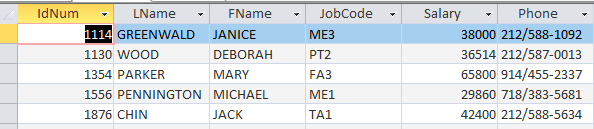 IdNum LName FName JobCode Salary Phone
1114 GREENWALD JANICE ME3 38000 212/588-1092
1130 WOOD DEBORAH PT2 36514 212/587-0013
1354 PARKER MARY FA3 65800 914/455-2337
1556 PENNINGTON MICHAEL ME1 29860 718/383-5681
1876 CHIN JACK TA1 42400 212/588-5634